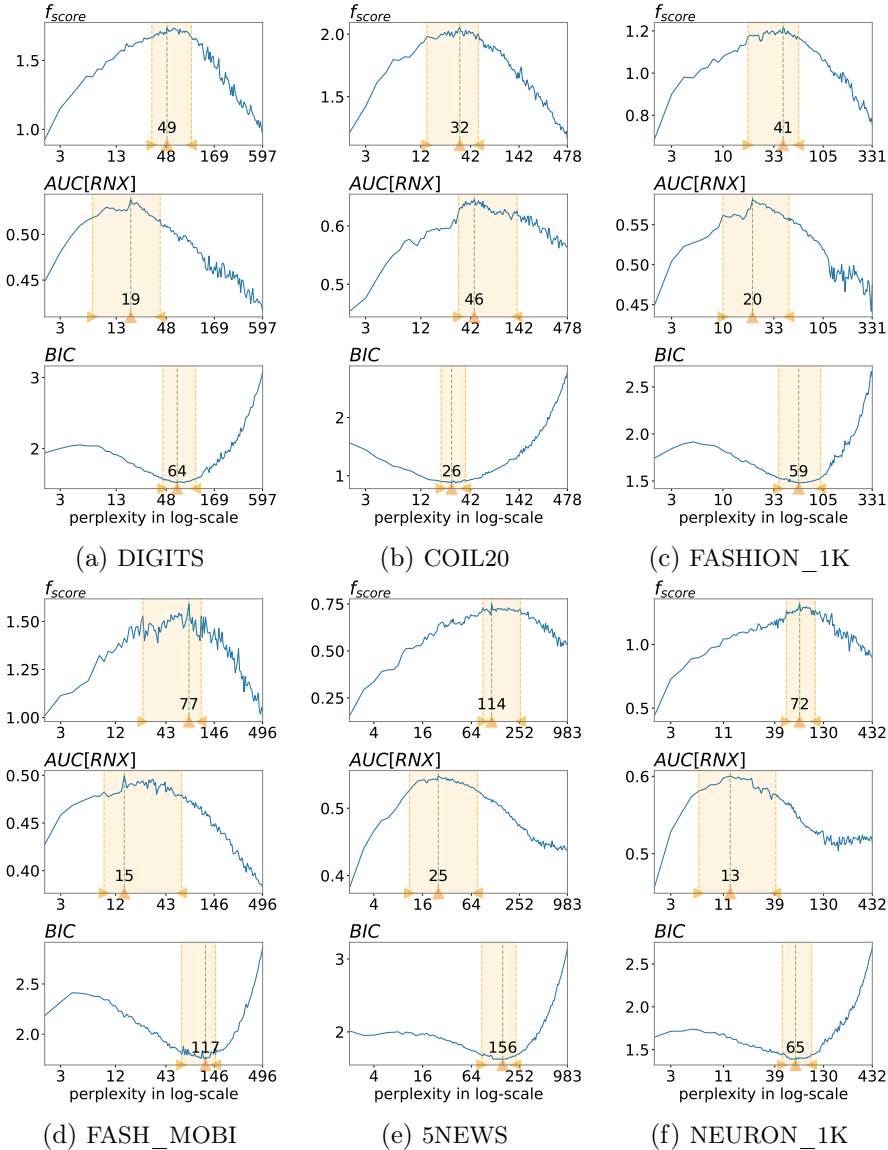 f_score f_score f_score
1.5
1.0
49
3 13 48 169 597
2.0
1.5
32
3 12 42 142 478
1.2
1.0
0.8
41
3 10 33 105 331
AUC[RNX] AUC[RNX] AUC[RNX]
0.50
0.45
19
3 13 48 169 597
0.6
0.5
46
3 12 42 142 478
0.55
0.50
0.45
20
3 10 33 105 331
BIC BIC BIC
3
2
64
3 13 48 169 597
2
1
26
3 12 42 142 478
2.5
2.0
1.5
59
3 10 33 105 331
perplexity in log-scale perplexity in log-scale perplexity in log-scale
(a) DIGITS (b) COIL20 (c) FASHION_1K
f_score f_score f_score
1.50
1.25
1.00
77
3 12 43 146 496
0.75
0.50
0.25
114
4 16 64 252 983
1.0
0.5
72
3 11 39 130 432
AUC[RNX] AUC[RNX] AUC[RNX]
0.50
0.45
0.40
15
3 12 43 146 496
0.5
0.4
25
4 16 64 252 983
0.6
0.5
13
3 11 39 130 432
BIC BIC BIC
2.5
2.0
117
3 12 43 146 496
3
2
156
4 16 64 252 983
2.5
2.0
1.5
65
3 11 39 130 432
perplexity in log-scale perplexity in log-scale perplexity in log-scale
(d) FASH_MOBI (e) 5NEWS (f) NEURON_1K